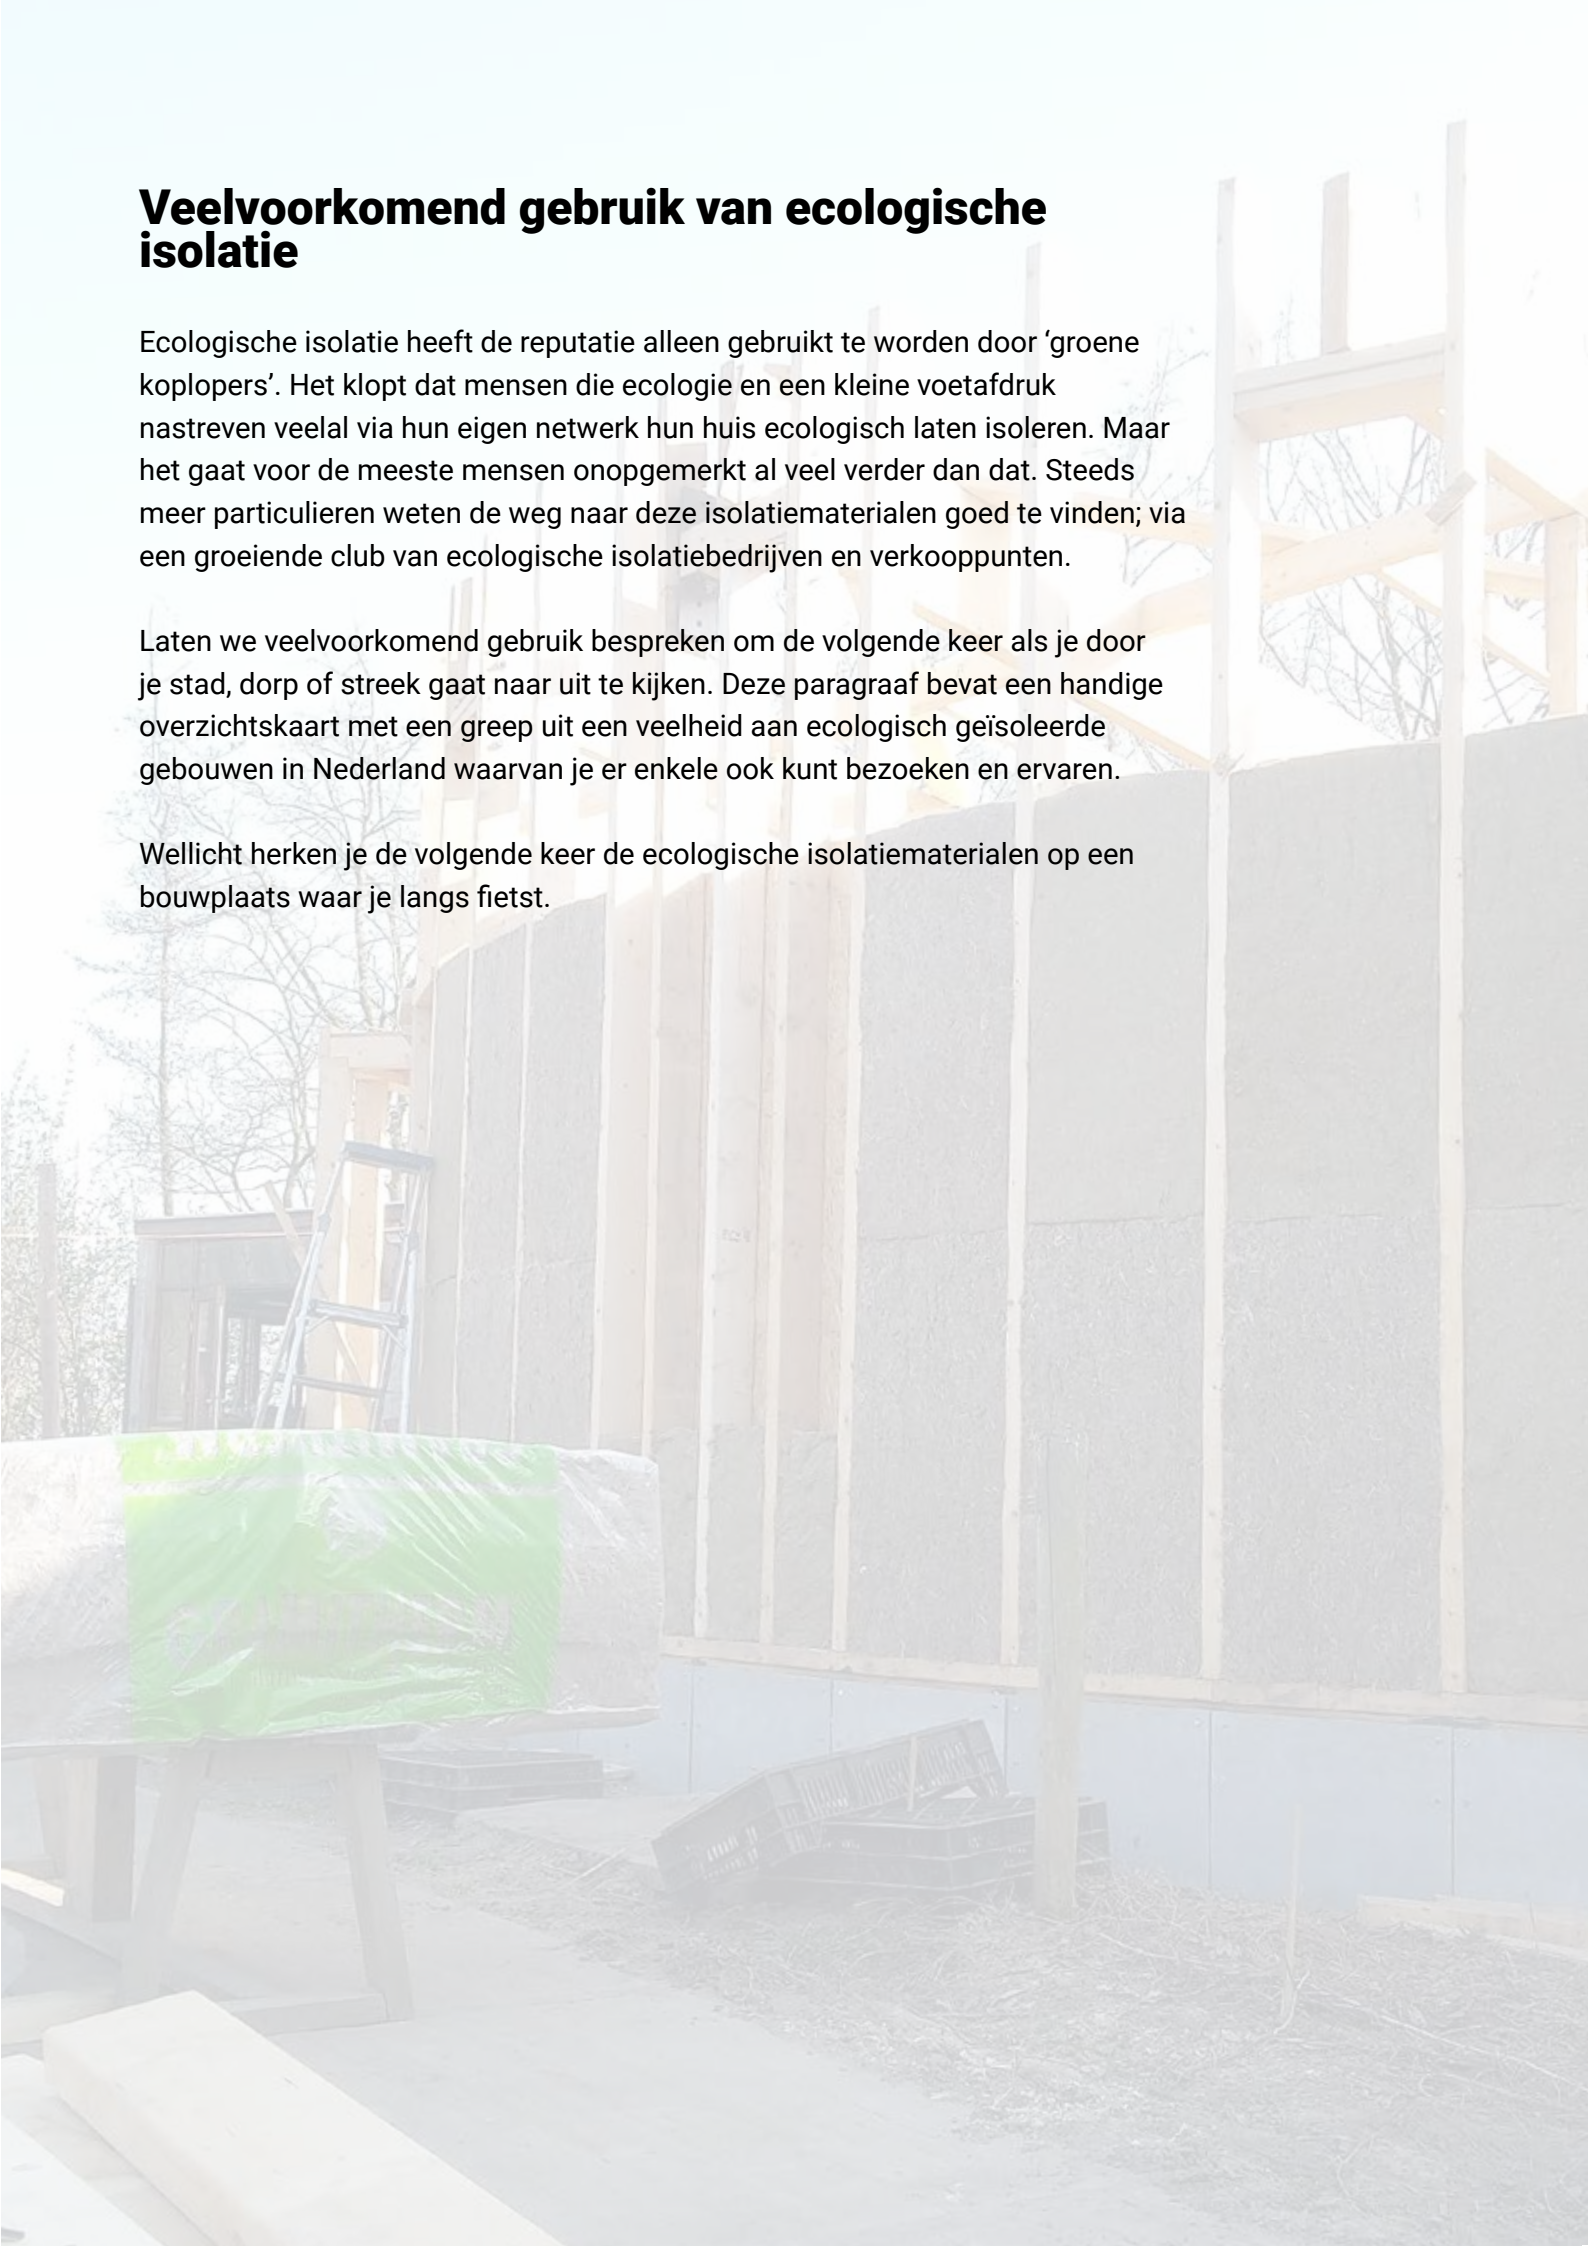 Veelvoorkomend gebruik van ecologische
isolatie
Ecologische isolatie heeft de reputatie alleen gebruikt te worden door ‘groene
koplopers’. Het klopt dat mensen die ecologie en een kleine voetafdruk
nastreven veelal via hun eigen netwerk hun huis ecologisch laten isoleren. Maar
het gaat voor de meeste mensen onopgemerkt al veel verder dan dat. Steeds
meer particulieren weten de weg naar deze isolatiematerialen goed te vinden; via
een groeiende club van ecologische isolatiebedrijven en verkooppunten.
Laten we veelvoorkomend gebruik bespreken om de volgende keer als je door
je stad, dorp of streek gaat naar uit te kijken. Deze paragraaf bevat een handige
overzichtskaart met een greep uit een veelheid aan ecologisch geïsoleerde
gebouwen in Nederland waarvan je er enkele ook kunt bezoeken en ervaren.
Wellicht herken je de volgende keer de ecologische isolatiematerialen op een
bouwplaats waar je langs fietst.